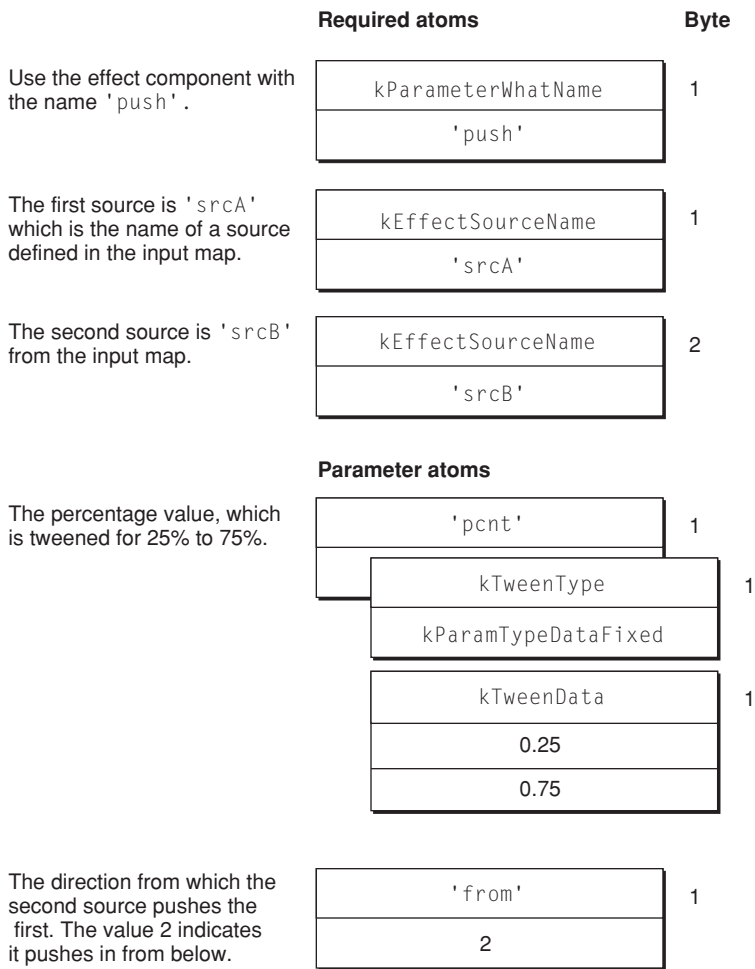 Required atoms Byte
Use the effect component with
the name 'push'.
kParameterWhatName 1
'push'
The first source is 'srcA'
which is the name of a source
defined in the input map.
kEffectSourceName 1
'srcA'
The second source is 'srcB'
from the input map.
kEffectSourceName 2
'srcB'
Parameter atoms
The percentage value, which
is tweened for 25% to 75%.
'pcnt' 1
kTweenType 1
kParamTypeDataFixed
kTweenData 1
0.25
0.75
The direction from which the
second source pushes the
first. The value 2 indicates
it pushes in from below.
'from' 1
2